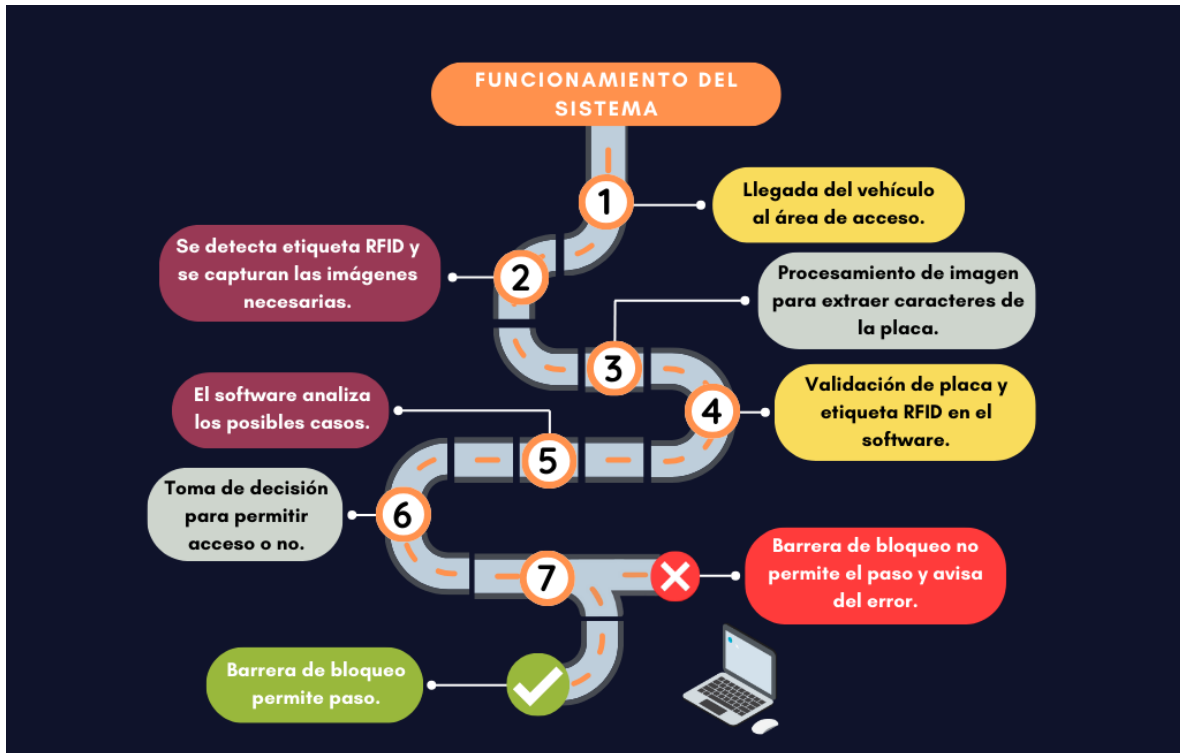 FUNCIONAMIENTO DEL
SISTEMA
1
Llegada del vehículo
al área de acceso.
Se detecta etiqueta RFID y
se capturan las imágenes
necesarias.
2
Procesamiento de imagen
para extraer caracteres de
la placa.
3
El software analiza
los posibles casos.
4
Validación de placa y
etiqueta RFID en el
software.
5
Toma de decisión
para permitir
acceso o no.
6
7
Barrera de bloqueo no
permite el paso y avisa
del error.
Barrera de bloqueo
permite paso.